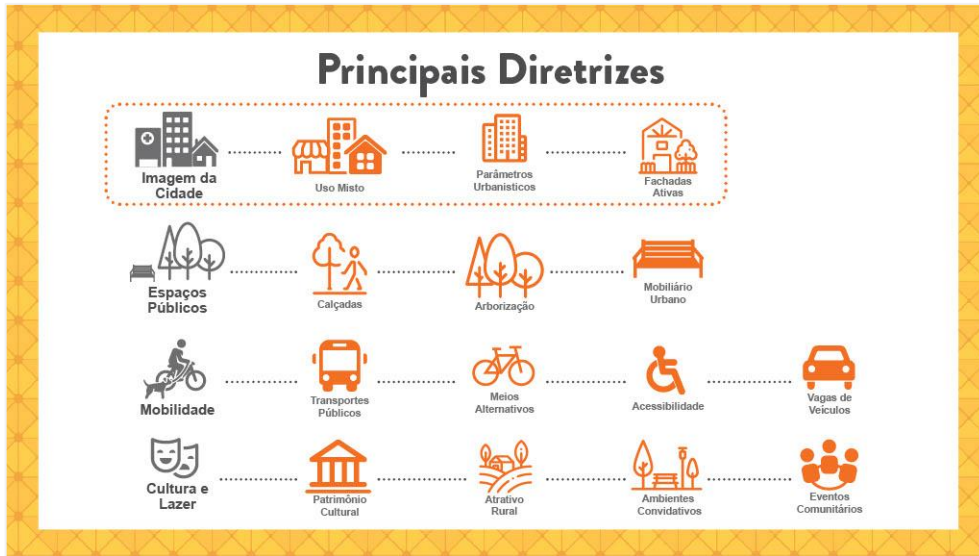 Principais Diretrizes
Imagem da
Cidade
Uso Misto
Parâmetros
Urbanisticos
Fachadas
Ativas
Espaços
Públicos
Calçadas
Arborização
Mobiliário
Urbano
Mobilidade
Transportes
Públicos
Meios
Alternativos
Acessibilidade
Vagas de
Veículos
Cultura e
Lazer
Patrimônio
Cultural
Atrativo
Rural
Ambientes
Convidativos
Eventos
Comunitários